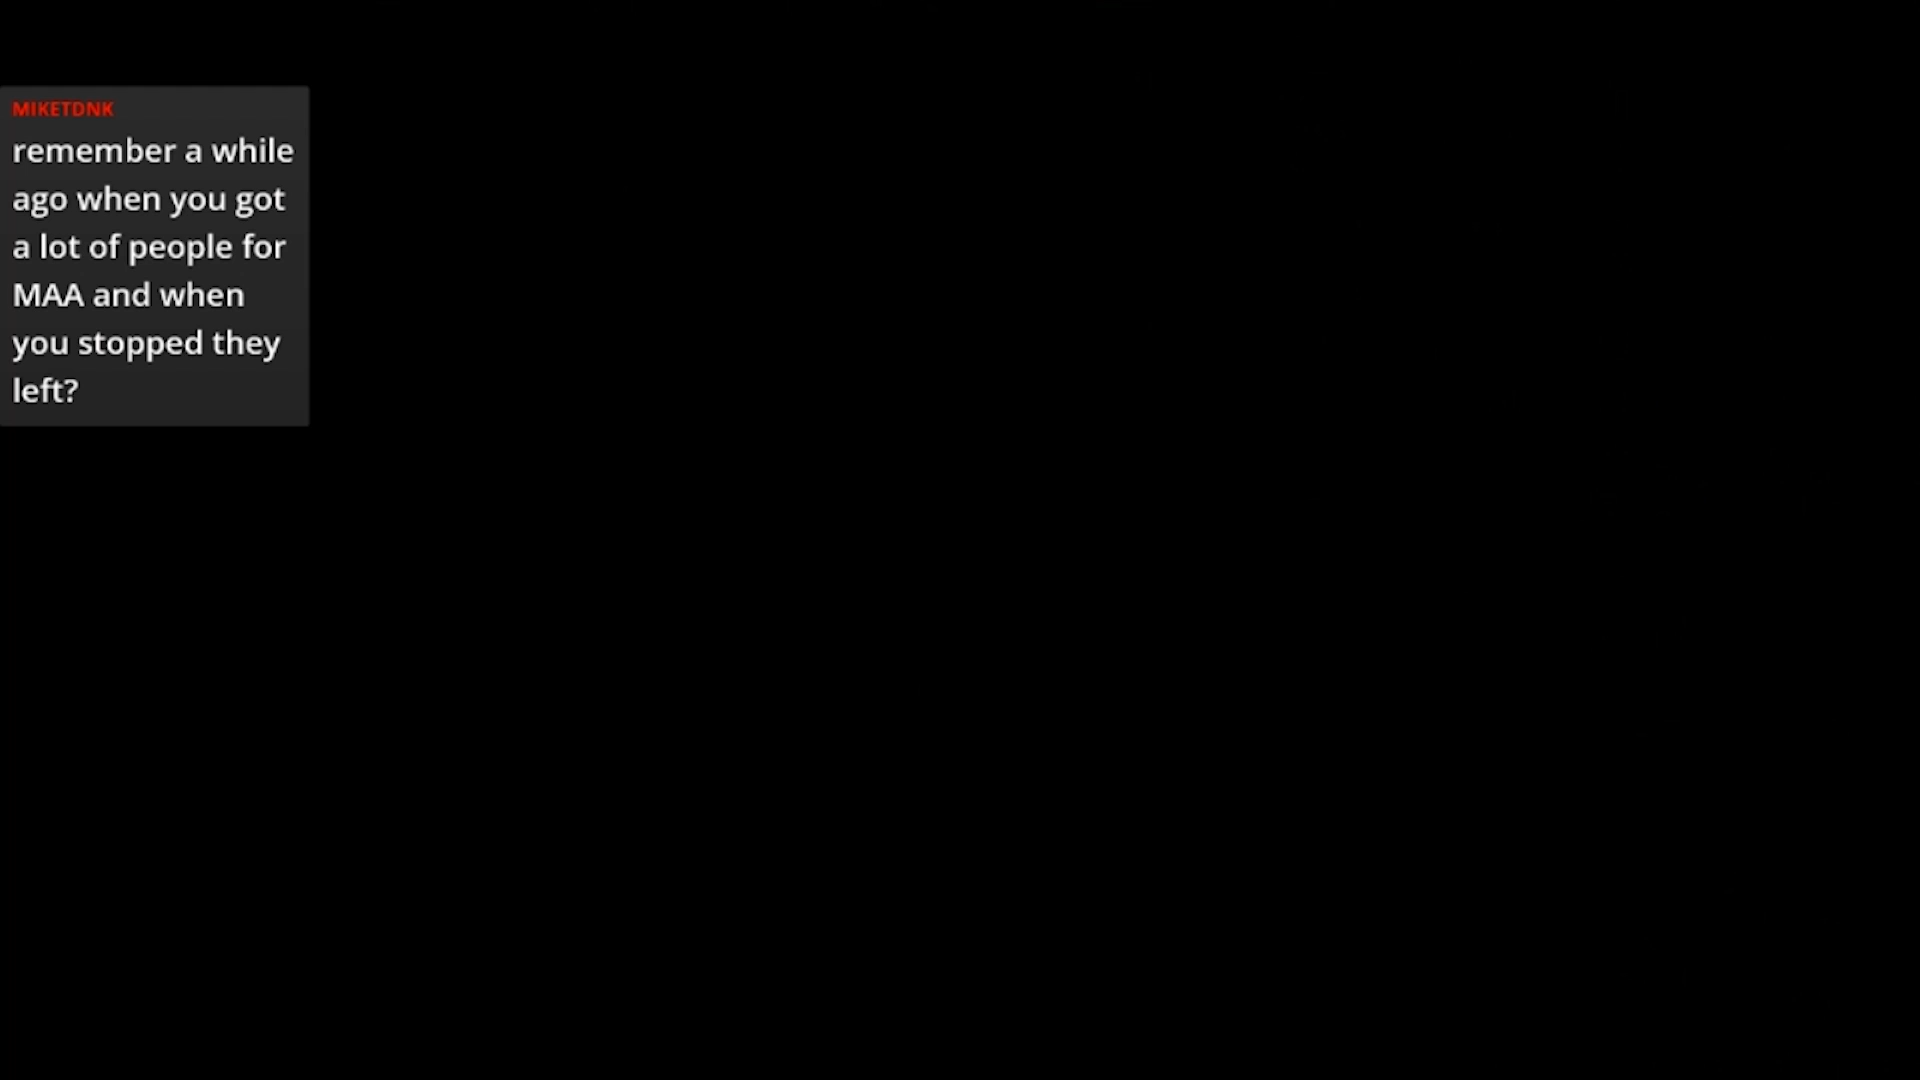 MIKETDNK
remember a while
ago when you got
a lot of people for
MAA and when
you stopped they
left?